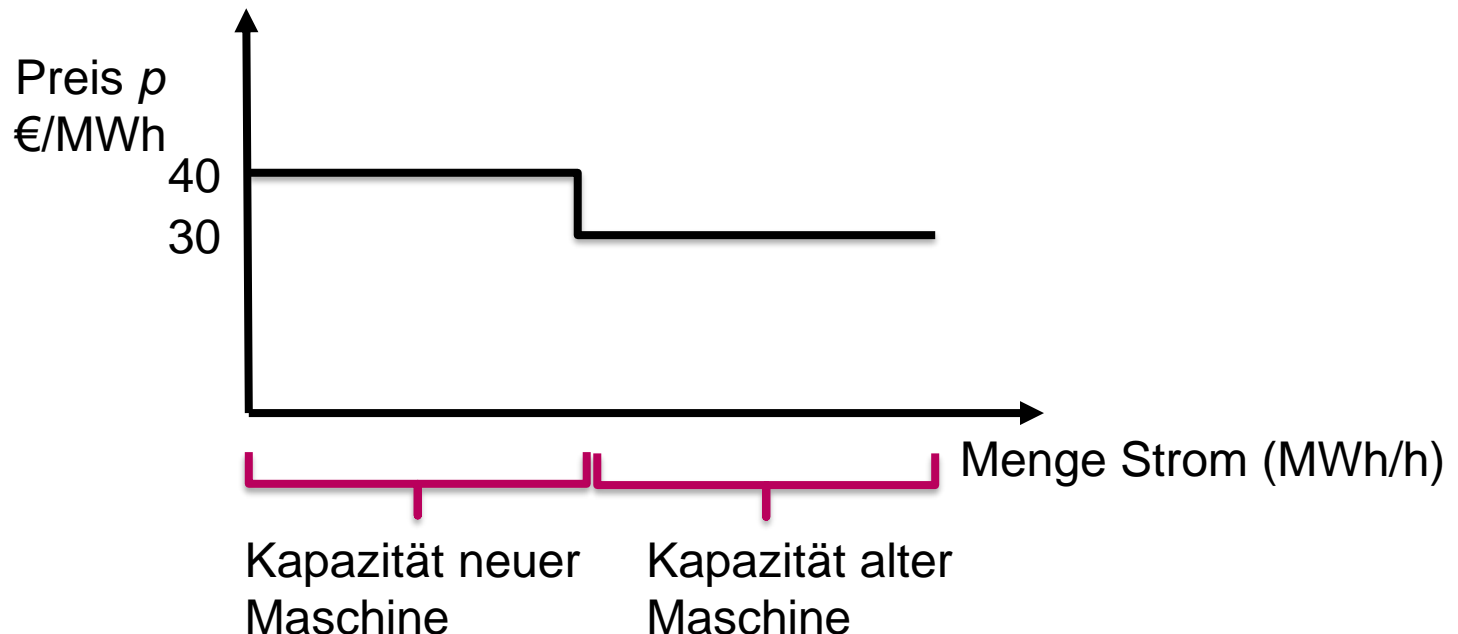 Preis p
€/MWh
40
30
Menge Strom (MWh/h)
Kapazität neuer
Maschine
Kapazität alter
Maschine